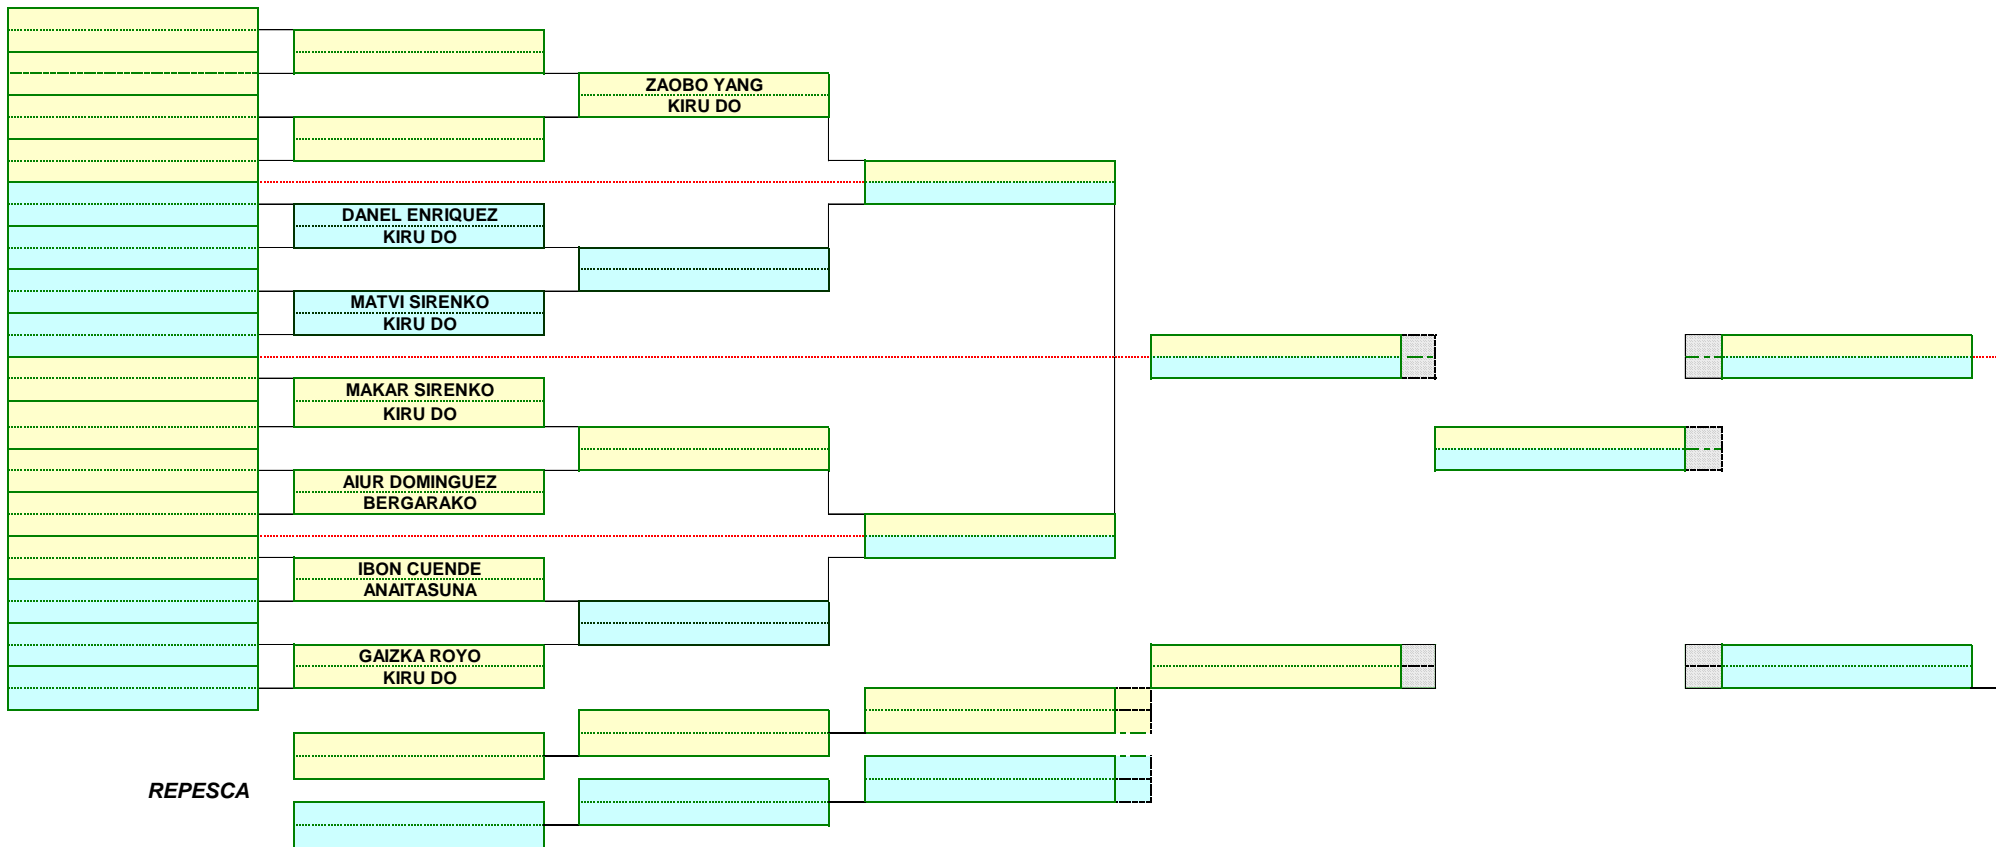 ZAOBO YANG
KIRU DO
DANEL ENRIQUEZ
KIRU DO
MATVI SIRENKO
KIRU DO
MAKAR SIRENKO
KIRU DO
AIUR DOMINGUEZ
BERGARAKO
IBON CUENDE
ANAITASUNA
GAIZKA ROYO
KIRU DO
REPESCA